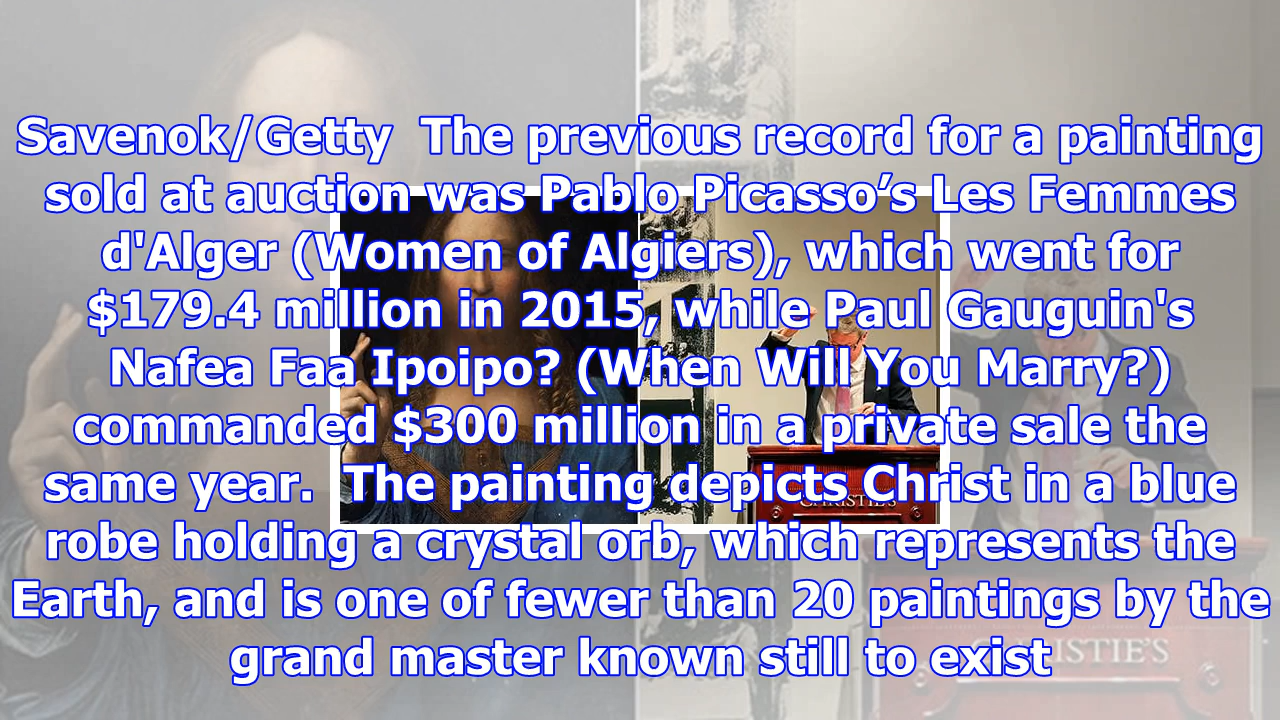 Savenok/Getty  The previous record for a painting
sold at auction was Pablo Picasso’s Les Femmes
d'Alger (Women of Algiers), which went for
$179.4 million in 2015, while Paul Gauguin's
Nafea Faa Ipoipo? (When Will You Marry?)
commanded $300 million in a private sale the
same year.  The painting depicts Christ in a blue
robe holding a crystal orb, which represents the
Earth, and is one of fewer than 20 paintings by the
grand master known still to exist
CHRISTIE'S
CHRISTIE'S